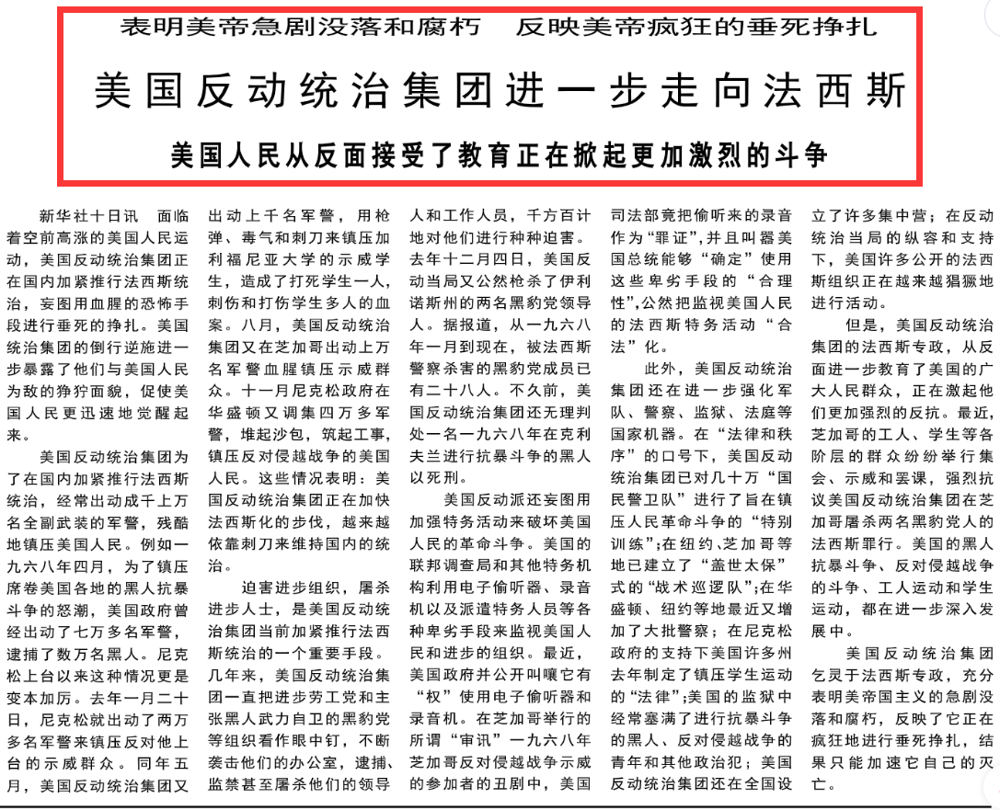 表明美帝急剧没落和腐朽　反映美帝疯狂的垂死挣扎
美国反动统治集团进一步走向法西斯
美国人民从反面接受了教育正在掀起更加激烈的斗争
新华社十日讯　面临
着空前高涨的美国人民运
动，美国反动统治集团正
在国内加紧推行法西斯统
治，妄图用血腥的恐怖手
段进行垂死的挣扎。美国
统治集团的倒行逆施进一
步暴露了他们与美国人民
为敌的狰狞面貌，促使美
国人民更迅速地觉醒起
来。
美国反动统治集团为
了在国内加紧推行法西斯
统治，经常出动成千上万
名全副武装的军警，残酷
地镇压美国人民。例如一
九六八年四月，为了镇压
席卷美国各地的黑人抗暴
斗争的怒潮，美国政府曾
经出动了七万多名军警，
逮捕了数万名黑人。尼克
松上台以来这种情况更是
变本加厉。去年一月二十
日，尼克松就出动了两万
多名军警来镇压反对他上
台的示威群众。同年五
月，美国反动统治集团又
出动上千名军警，用枪
弹、毒气和刺刀来镇压加
利福尼亚大学的示威学
生，造成了打死学生一人，
刺伤和打伤学生多人的血
案。八月，美国反动统治
集团又在芝加哥出动上万
名军警血腥镇压示威群
众。十一月尼克松政府在
华盛顿又调集四万多军
警，堆起沙包，筑起工事，
镇压反对侵越战争的美国
人民。这些情况表明：美
国反动统治集团正在加快
法西斯化的步伐，越来越
依靠刺刀来维持国内的统
治。
迫害进步组织，屠杀
进步人士，是美国反动统
治集团当前加紧推行法西
斯统治的一个重要手段。
几年来，美国反动统治集
团一直把进步劳工党和主
张黑人武力自卫的黑豹党
等组织看作眼中钉，不断
袭击他们的办公室，逮捕、
监禁甚至屠杀他们的领导
人和工作人员，千方百计
地对他们进行种种迫害。
去年十二月四日，美国反
动当局又公然枪杀了伊利
诺斯州的两名黑豹党领导
人。据报道，从一九六八
年一月到现在，被法西斯
警察杀害的黑豹党成员已
有二十八人。不久前，美
国反动统治集团还无理判
处一名一九六八年在克利
夫兰进行抗暴斗争的黑人
以死刑。
美国反动派还妄图用
加强特务活动来破坏美国
人民的革命斗争。美国的
联邦调查局和其他特务机
构利用电子偷听器、录音
机以及派遣特务人员等各
种卑劣手段来监视美国人
民和进步的组织。最近，
美国政府并公开叫嚷它有
“权”使用电子偷听器和
录音机。在芝加哥举行的
所谓“审讯”一九六八年
芝加哥反对侵越战争示威
的参加者的丑剧中，美国
司法部竟把偷听来的录音
作为“罪证”，并且叫嚣美
国总统能够“确定”使用
这些卑劣手段的“合理
性”，公然把监视美国人民
的法西斯特务活动“合
法”化。
此外，美国反动统治
集团还在进一步强化军
队、警察、监狱、法庭等
国家机器。在“法律和秩
序”的口号下，美国反动
统治集团已对几十万“国
民警卫队”进行了旨在镇
压人民革命斗争的“特别
训练”；在纽约、芝加哥等
地已建立了“盖世太保”
式的“战术巡逻队”；在华
盛顿、纽约等地最近又增
加了大批警察；在尼克松
政府的支持下美国许多州
去年制定了镇压学生运动
的“法律”；美国的监狱中
经常塞满了进行抗暴斗争
的黑人、反对侵越战争的
青年和其他政治犯；美国
反动统治集团还在全国设
立了许多集中营；在反动
统治当局的纵容和支持
下，美国许多公开的法西
斯组织正在越来越猖獗地
进行活动。
但是，美国反动统治
集团的法西斯专政，从反
面进一步教育了美国的广
大人民群众，正在激起他
们更加强烈的反抗。最近，
芝加哥的工人、学生等各
阶层的群众纷纷举行集
会、示威和罢课，强烈抗
议美国反动统治集团在芝
加哥屠杀两名黑豹党人的
法西斯罪行。美国的黑人
抗暴斗争、反对侵越战争
的斗争、工人运动和学生
运动，都在进一步深入发
展中。
美国反动统治集团
乞灵于法西斯专政，充分
表明美帝国主义的急剧没
落和腐朽，反映了它正在
疯狂地进行垂死挣扎，结
果只能加速它自己的灭
亡。